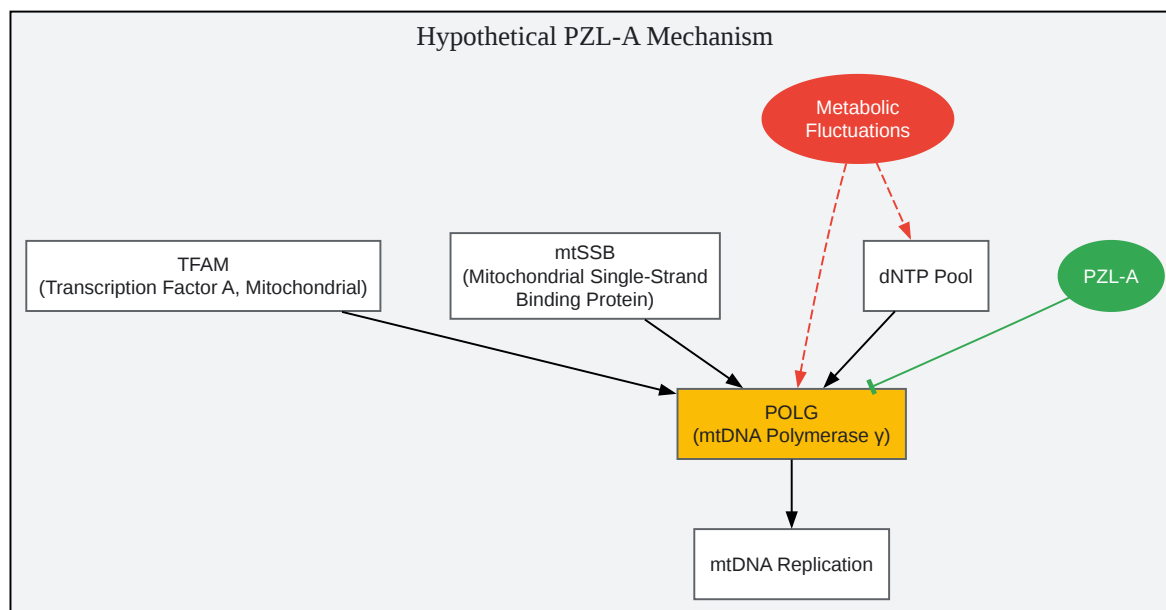 Hypothetical PZL-A Mechanism
Metabolic
Fluctuations
TFAM
(Transcription Factor A, Mitochondrial)
mtSSB
(Mitochondrial Single-Strand
Binding Protein)
dNTP Pool
PZL-A
POLG
(mtDNA Polymerase γ)
mtDNA Replication